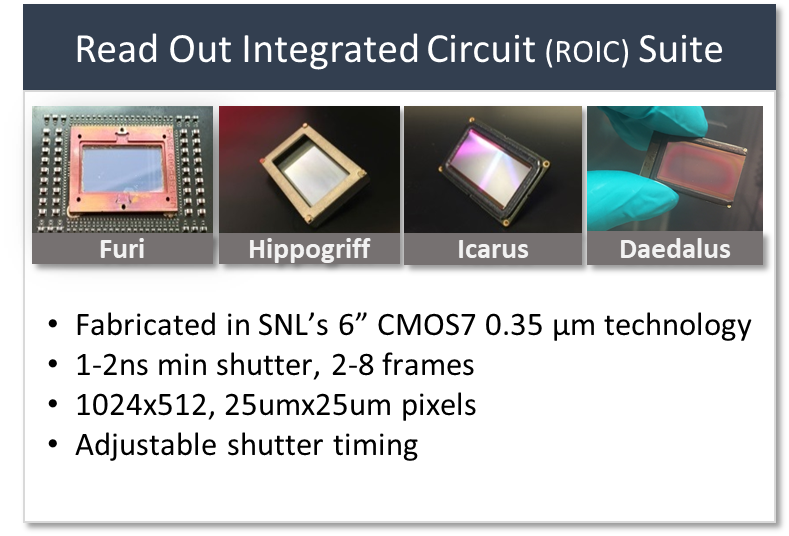 Read Out Integrated Circuit (ROIC) Suite
Furi
Hippogriff
Icarus
Daedalus
• Fabricated in SNL’s 6” CMOS7 0.35 µm technology
• 1-2ns min shutter, 2-8 frames
• 1024x512, 25umx25um pixels
• Adjustable shutter timing